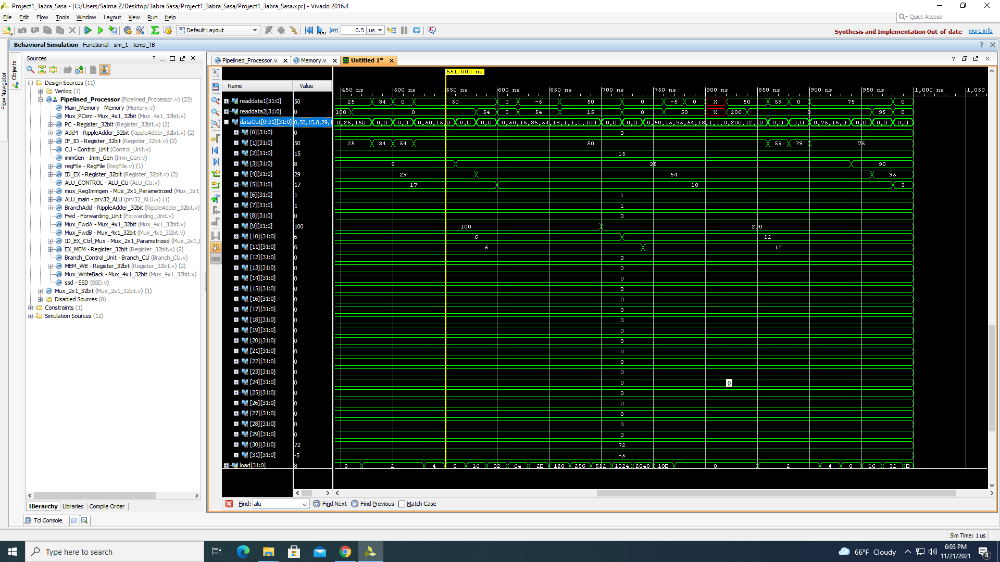 Project1_3abra_Sasa - [C:/Users/Salma Z/Desktop/3abra Sasa/Project1_3abra_Sasa/Project1_3abra_Sasa.xpr] - Vivado 2016.4
File Edit Flow Tools Window Layout View Run Help
Quick Access
Default Layout
0.5 us
Synthesis and Implementation Out-of-date more info
Behavioral Simulation - Functional - sim_1 - temp_TB
Flow Navigator
Objects
Sources
Design Sources (11)
Verilog (1)
Pipelined_Processor (Pipelined_Processor.v) (22)
Main_Memory - Memory (Memory.v)
Mux_PCsrc - Mux_4x1_32bit (Mux_4x1_32bit.v)
PC - Register_32bit (Register_32bit.v) (2)
Add4 - RippleAdder_32bit (RippleAdder_32bit.v) (2)
IF_ID - Register_32bit (Register_32bit.v) (2)
CU - Control_Unit (Control_Unit.v)
immGen - Imm_Gen (Imm_Gen.v)
regFile - RegFile (RegFile.v) (1)
ID_EX - Register_32bit (Register_32bit.v) (2)
ALU_CONTROL - ALU_CU (ALU_CU.v)
mux_RegImmgen - Mux_2x1_Parametrized (Mux_2x1_
ALU_main - prv32_ALU (prv32_ALU.v) (1)
BranchAdd - RippleAdder_32bit (RippleAdder_32bit.v)
Fwd - Forwarding_Unit (Forwarding_Unit.v)
Mux_FwdA - Mux_4x1_32bit (Mux_4x1_32bit.v)
Mux_FwdB - Mux_4x1_32bit (Mux_4x1_32bit.v)
ID_EX_Ctrl_Mux - Mux_2x1_Parametrized (Mux_2x1_
EX_MEM - Register_32bit (Register_32bit.v) (2)
Branch_Control_Unit - Branch_CU (Branch_CU.v)
MEM_WB - Register_32bit (Register_32bit.v) (2)
Mux_WriteBack - Mux_4x1_32bit (Mux_4x1_32bit.v)
ssd - SSD (SSD.v)
Mux_2x1_32bit (Mux_2x1_32bit.v) (1)
Disabled Sources (8)
Constraints (1)
Simulation Sources (12)
Hierarchy Libraries Compile Order
Tcl Console
Pipelined_Processor.v Memory.v Untitled 1*
551.000 ns
Name Value 450 ns 500 ns 550 ns 600 ns 650 ns 700 ns 750 ns 800 ns 850 ns 900 ns 950 ns 1,000 ns 1,050
readdata1[31:0] 50 25 34 0 50 0 -5 50 0 -5 0 X 50 59 0 75 0
readdata2[31:0] 0 100 0 54 0 54 15 0 50 X 200 0 95 0
dataOut[0:31][31:0] 0,50,15,8,29,1 0,25,15 0,0 0,50,15 0,0 0,50,15,35,54,18,1,1,0,100 0,0 0,50,15,35,54,18,1,1,0,200,12,1 0,0 0,75,15, 0,0
[0][31:0] 0 0
[1][31:0] 50 25 34 54 50 59 79 75
[2][31:0] 15 15
[3][31:0] 8 8 35 90
[4][31:0] 29 29 54 95
[5][31:0] 17 17 18 3
[6][31:0] 1 1
[7][31:0] 1 1
[8][31:0] 0 0
[9][31:0] 100 100 200
[10][31:0] 6 6 12
[11][31:0] 6 6 12
[12][31:0] 0 0
[13][31:0] 0 0
[14][31:0] 0 0
[15][31:0] 0 0
[16][31:0] 0 0
[17][31:0] 0 0
[18][31:0] 0 0
[19][31:0] 0 0
[20][31:0] 0 0
[21][31:0] 0 0
[22][31:0] 0 0
[23][31:0] 0 0
[24][31:0] 0 0 0
[25][31:0] 0 0
[26][31:0] 0 0
[27][31:0] 0 0
[28][31:0] 0 0
[29][31:0] 0 0
[30][31:0] 72 72
[31][31:0] -5 -5
load[31:0] 8 0 2 4 8 16 32 64 -2 128 256 512 1024 2048 10 0 2 4 8 16 32
Find: alu Find Next Find Previous Match Case
Sim Time: 1 us
Type here to search
66°F Cloudy
6:03 PM
11/21/2021
4